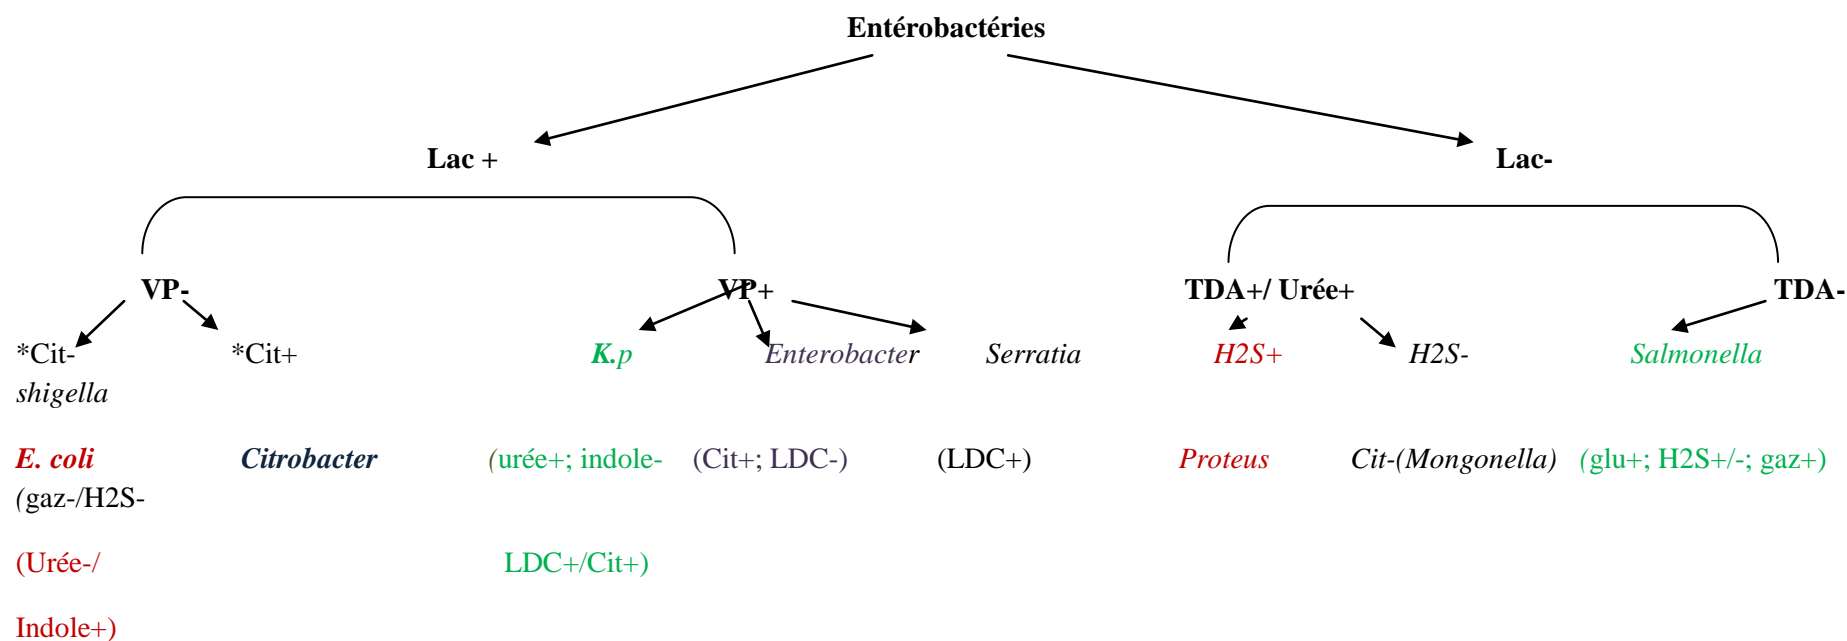 Entérobactéries
Lac + Lac-
VP- VP+ TDA+/ Urée+ TDA-
*Cit- *Cit+ K.p Enterobacter Serratia H2S+ H2S- Salmonella
shigella
E. coli Citrobacter (urée+; indole- (Cit+; LDC-) (LDC+) Proteus Cit-(Mongonella) (glu+; H2S+/-; gaz+)
(gaz-/H2S-
(Urée-/ LDC+/Cit+)
Indole+)